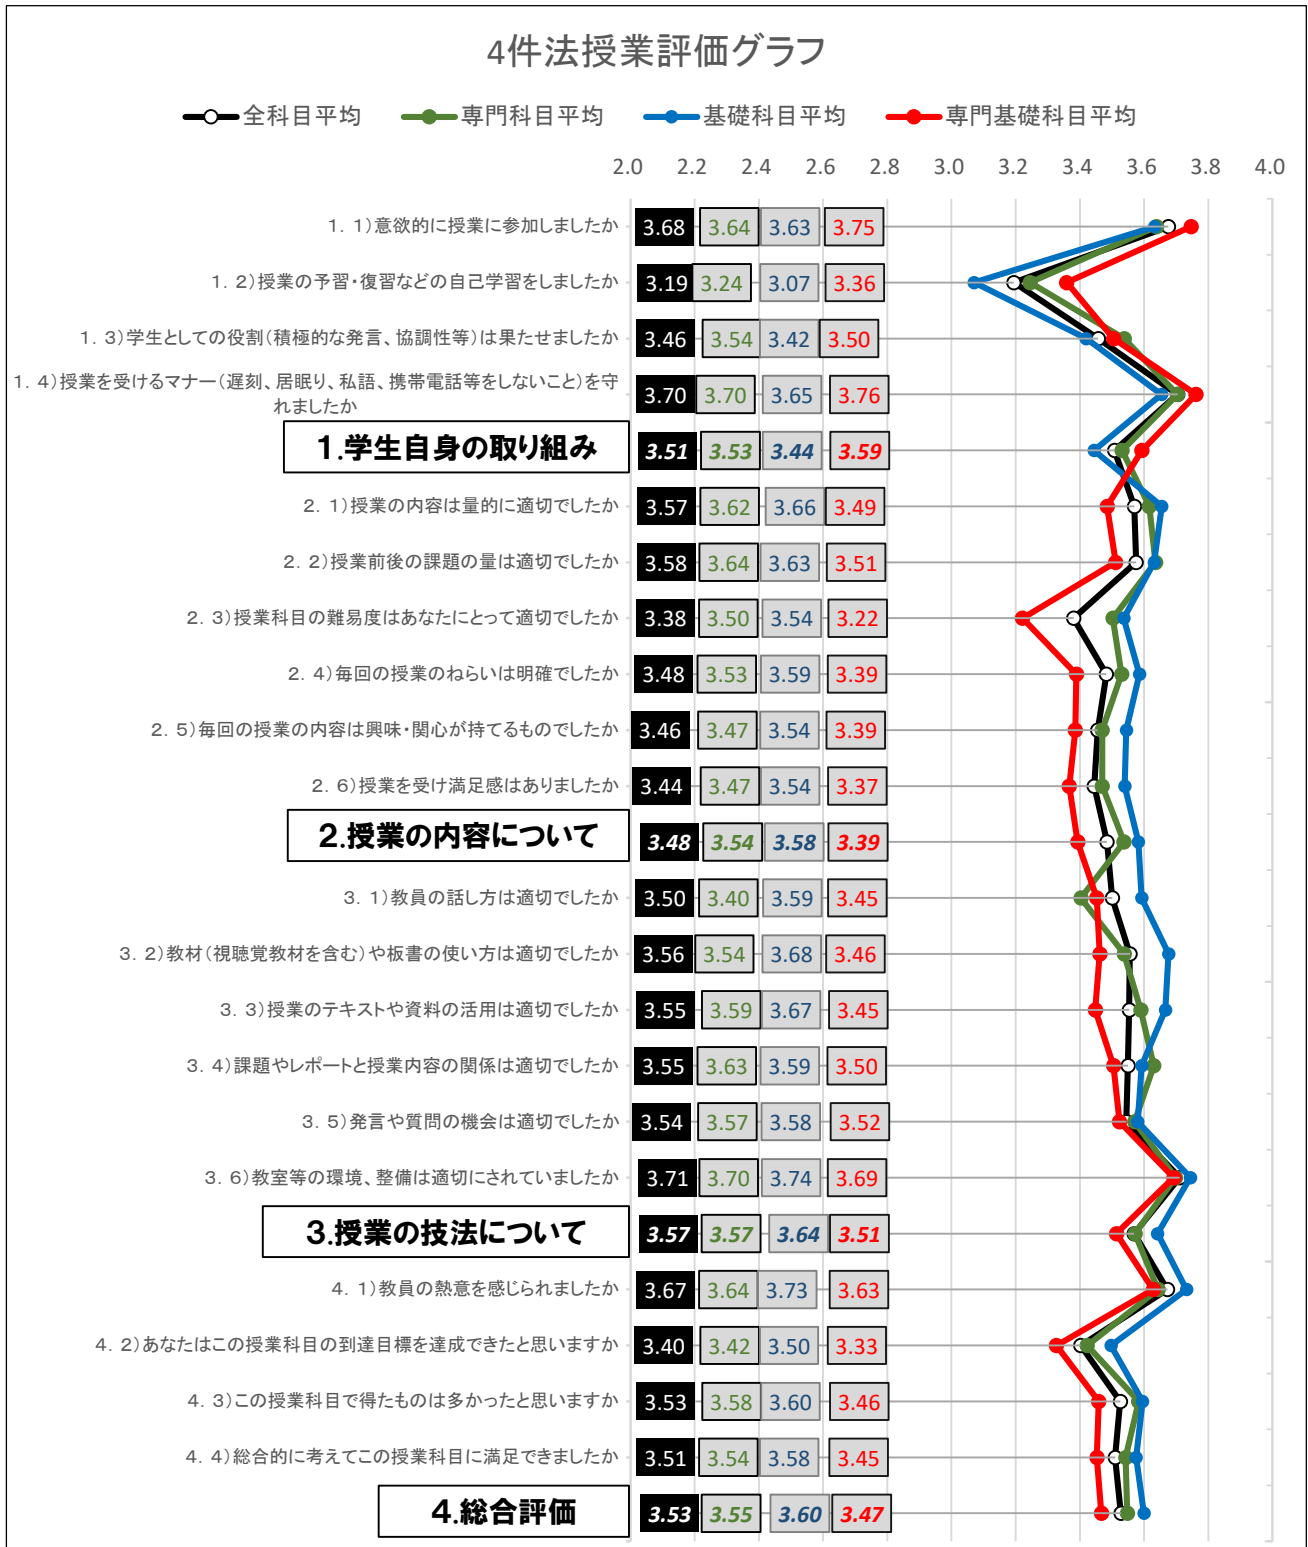 4件法授業評価グラフ
全科目平均 専門科目平均 基礎科目平均 専門基礎科目平均
2.0 2.2 2.4 2.6 2.8 3.0 3.2 3.4 3.6 3.8 4.0
1．1）意欲的に授業に参加しましたか 3.68 3.64 3.63 3.75
1．2）授業の予習・復習などの自己学習をしましたか 3.19 3.24 3.07 3.36
1．3）学生としての役割（積極的な発言、協調性等）は果たせましたか 3.46 3.54 3.42 3.50
1．4）授業を受けるマナー（遅刻、居眠り、私語、携帯電話等をしないこと）を守
れましたか 3.70 3.70 3.65 3.76
1.学生自身の取り組み 3.51 3.53 3.44 3.59
2．1）授業の内容は量的に適切でしたか 3.57 3.62 3.66 3.49
2．2）授業前後の課題の量は適切でしたか 3.58 3.64 3.63 3.51
2．3）授業科目の難易度はあなたにとって適切でしたか 3.38 3.50 3.54 3.22
2．4）毎回の授業のねらいは明確でしたか 3.48 3.53 3.59 3.39
2．5）毎回の授業の内容は興味・関心が持てるものでしたか 3.46 3.47 3.54 3.39
2．6）授業を受け満足感はありましたか 3.44 3.47 3.54 3.37
2.授業の内容について 3.48 3.54 3.58 3.39
3．1）教員の話し方は適切でしたか 3.50 3.40 3.59 3.45
3．2）教材（視聴覚教材を含む）や板書の使い方は適切でしたか 3.56 3.54 3.68 3.46
3．3）授業のテキストや資料の活用は適切でしたか 3.55 3.59 3.67 3.45
3．4）課題やレポートと授業内容の関係は適切でしたか 3.55 3.63 3.59 3.50
3．5）発言や質問の機会は適切でしたか 3.54 3.57 3.58 3.52
3．6）教室等の環境、整備は適切にされていましたか 3.71 3.70 3.74 3.69
3.授業の技法について 3.57 3.57 3.64 3.51
4．1）教員の熱意を感じられましたか 3.67 3.64 3.73 3.63
4．2）あなたはこの授業科目の到達目標を達成できたと思いますか 3.40 3.42 3.50 3.33
4．3）この授業科目で得たものは多かったと思いますか 3.53 3.58 3.60 3.46
4．4）総合的に考えてこの授業科目に満足できましたか 3.51 3.54 3.58 3.45
4.総合評価 3.53 3.55 3.60 3.47